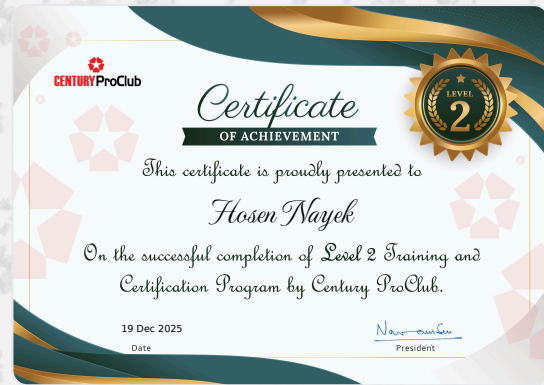 CENTURY ProClub
LEVEL
2
Certificate
OF ACHIEVEMENT
This certificate is proudly presented to
Hosen Nayek
On the successful completion of Level 2 Training and
Certification Program by Century ProClub.
19 Dec 2025
Date
President